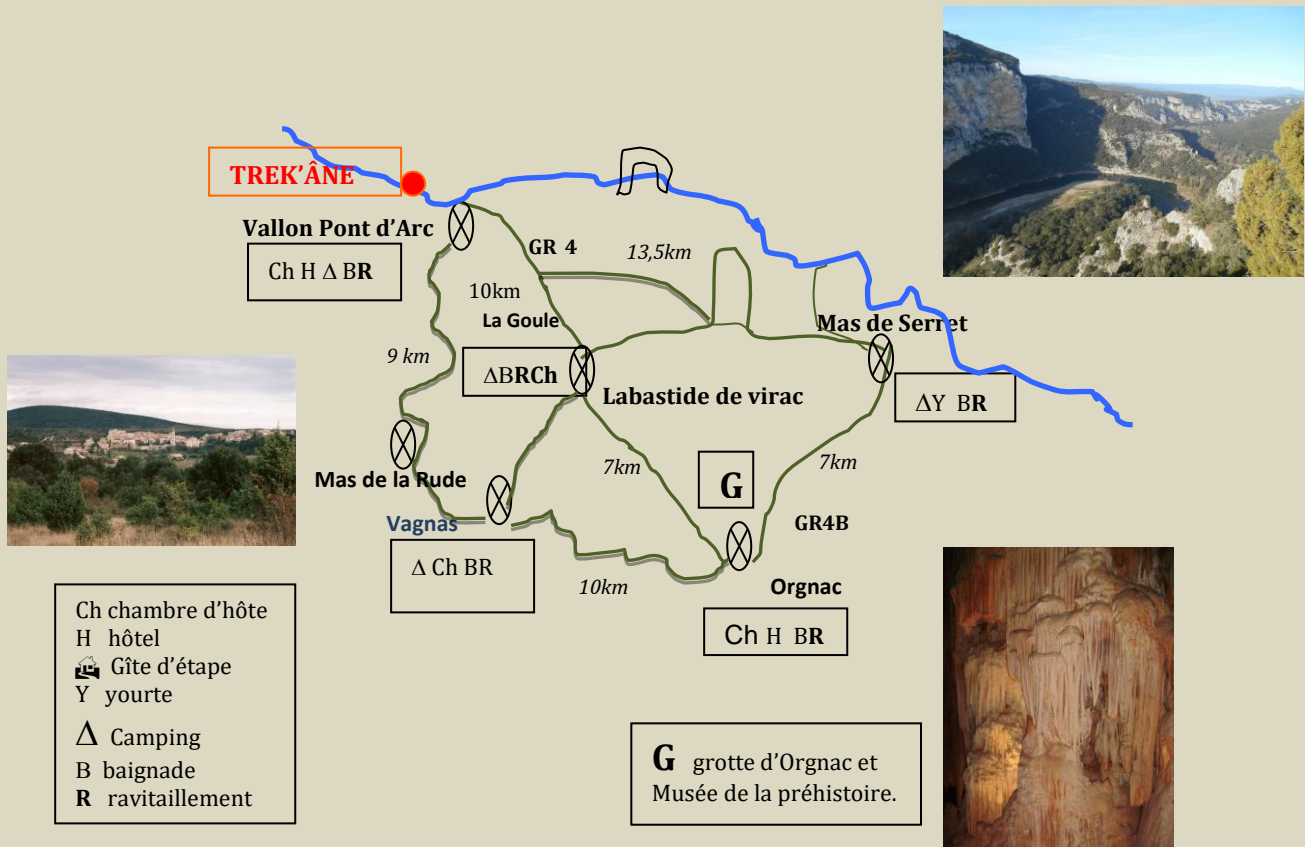 TREK'ÂNE
Vallon Pont d'Arc
Ch H Δ BR
GR 4
13,5km
10km
La Goule
Mas de Serret
9 km
ΔBRCh
Labastide de virac
ΔY BR
7km
7km
Mas de la Rude
G
GR4B
Vagnas
Δ Ch BR
10km
Orgnac
Ch H BR
Ch chambre d'hôte
H hôtel
Gîte d'étape
Y yourte
Δ Camping
B baignade
R ravitaillement
G grotte d'Orgnac et
Musée de la préhistoire.